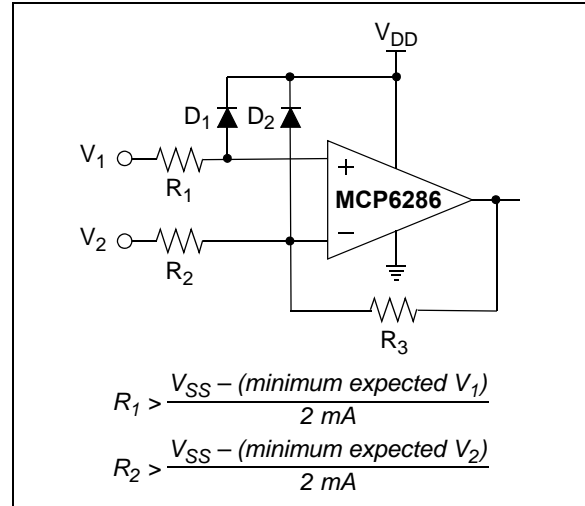 VDD
D1 D2
V1
R1
+
MCP6286
–
V2
R2
R3
R1 > VSS – (minimum expected V1)
2 mA
R2 > VSS – (minimum expected V2)
2 mA